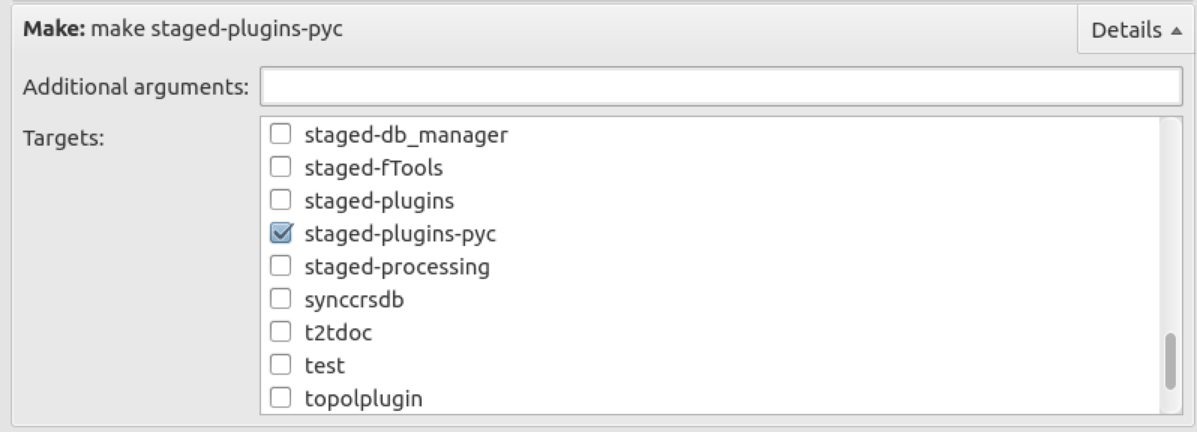 Make: make staged-plugins-pyc
Details
Additional arguments:
Targets:
staged-db_manager
staged-fTools
staged-plugins
staged-plugins-pyc
staged-processing
synccrsdb
t2tdoc
test
topolplugin